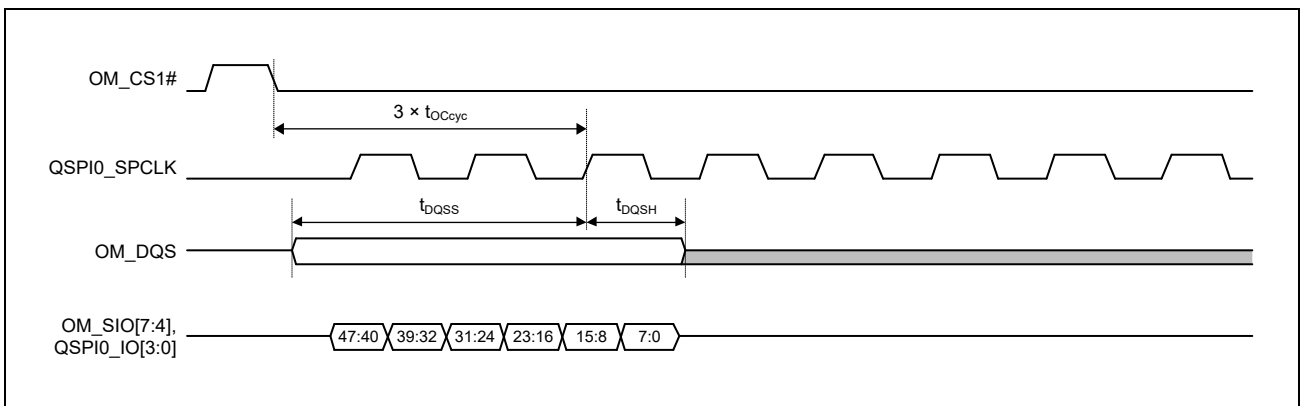 OM_CS1#
3 × tOCcyc
QSPI0_SPCLK
tDQSS
tDQSH
OM_DQS
OM_SIO[7:4],
QSPI0_IO[3:0]
47:40 39:32 31:24 23:16 15:8 7:0